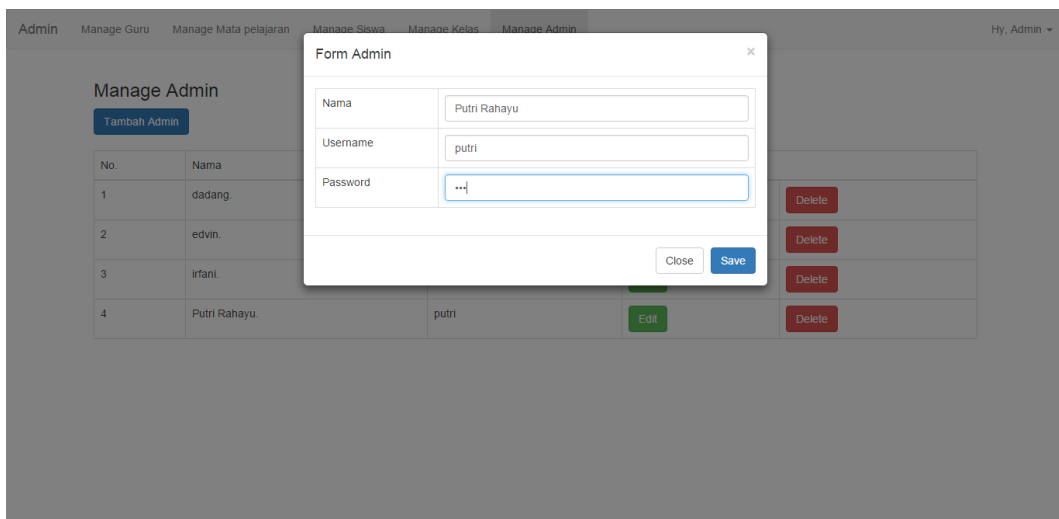 Admin Manage Guru Manage Mata pelajaran Manage Siswa Manage Kelas Manage Admin Hy, Admin
Form Admin ×
Manage Admin
Tambah Admin
Nama Putri Rahayu
Username putri
Password •••
Close Save
No. Nama
1 dadang. Delete
2 edvin. Delete
3 irfani. Delete
4 Putri Rahayu. putri Edit Delete